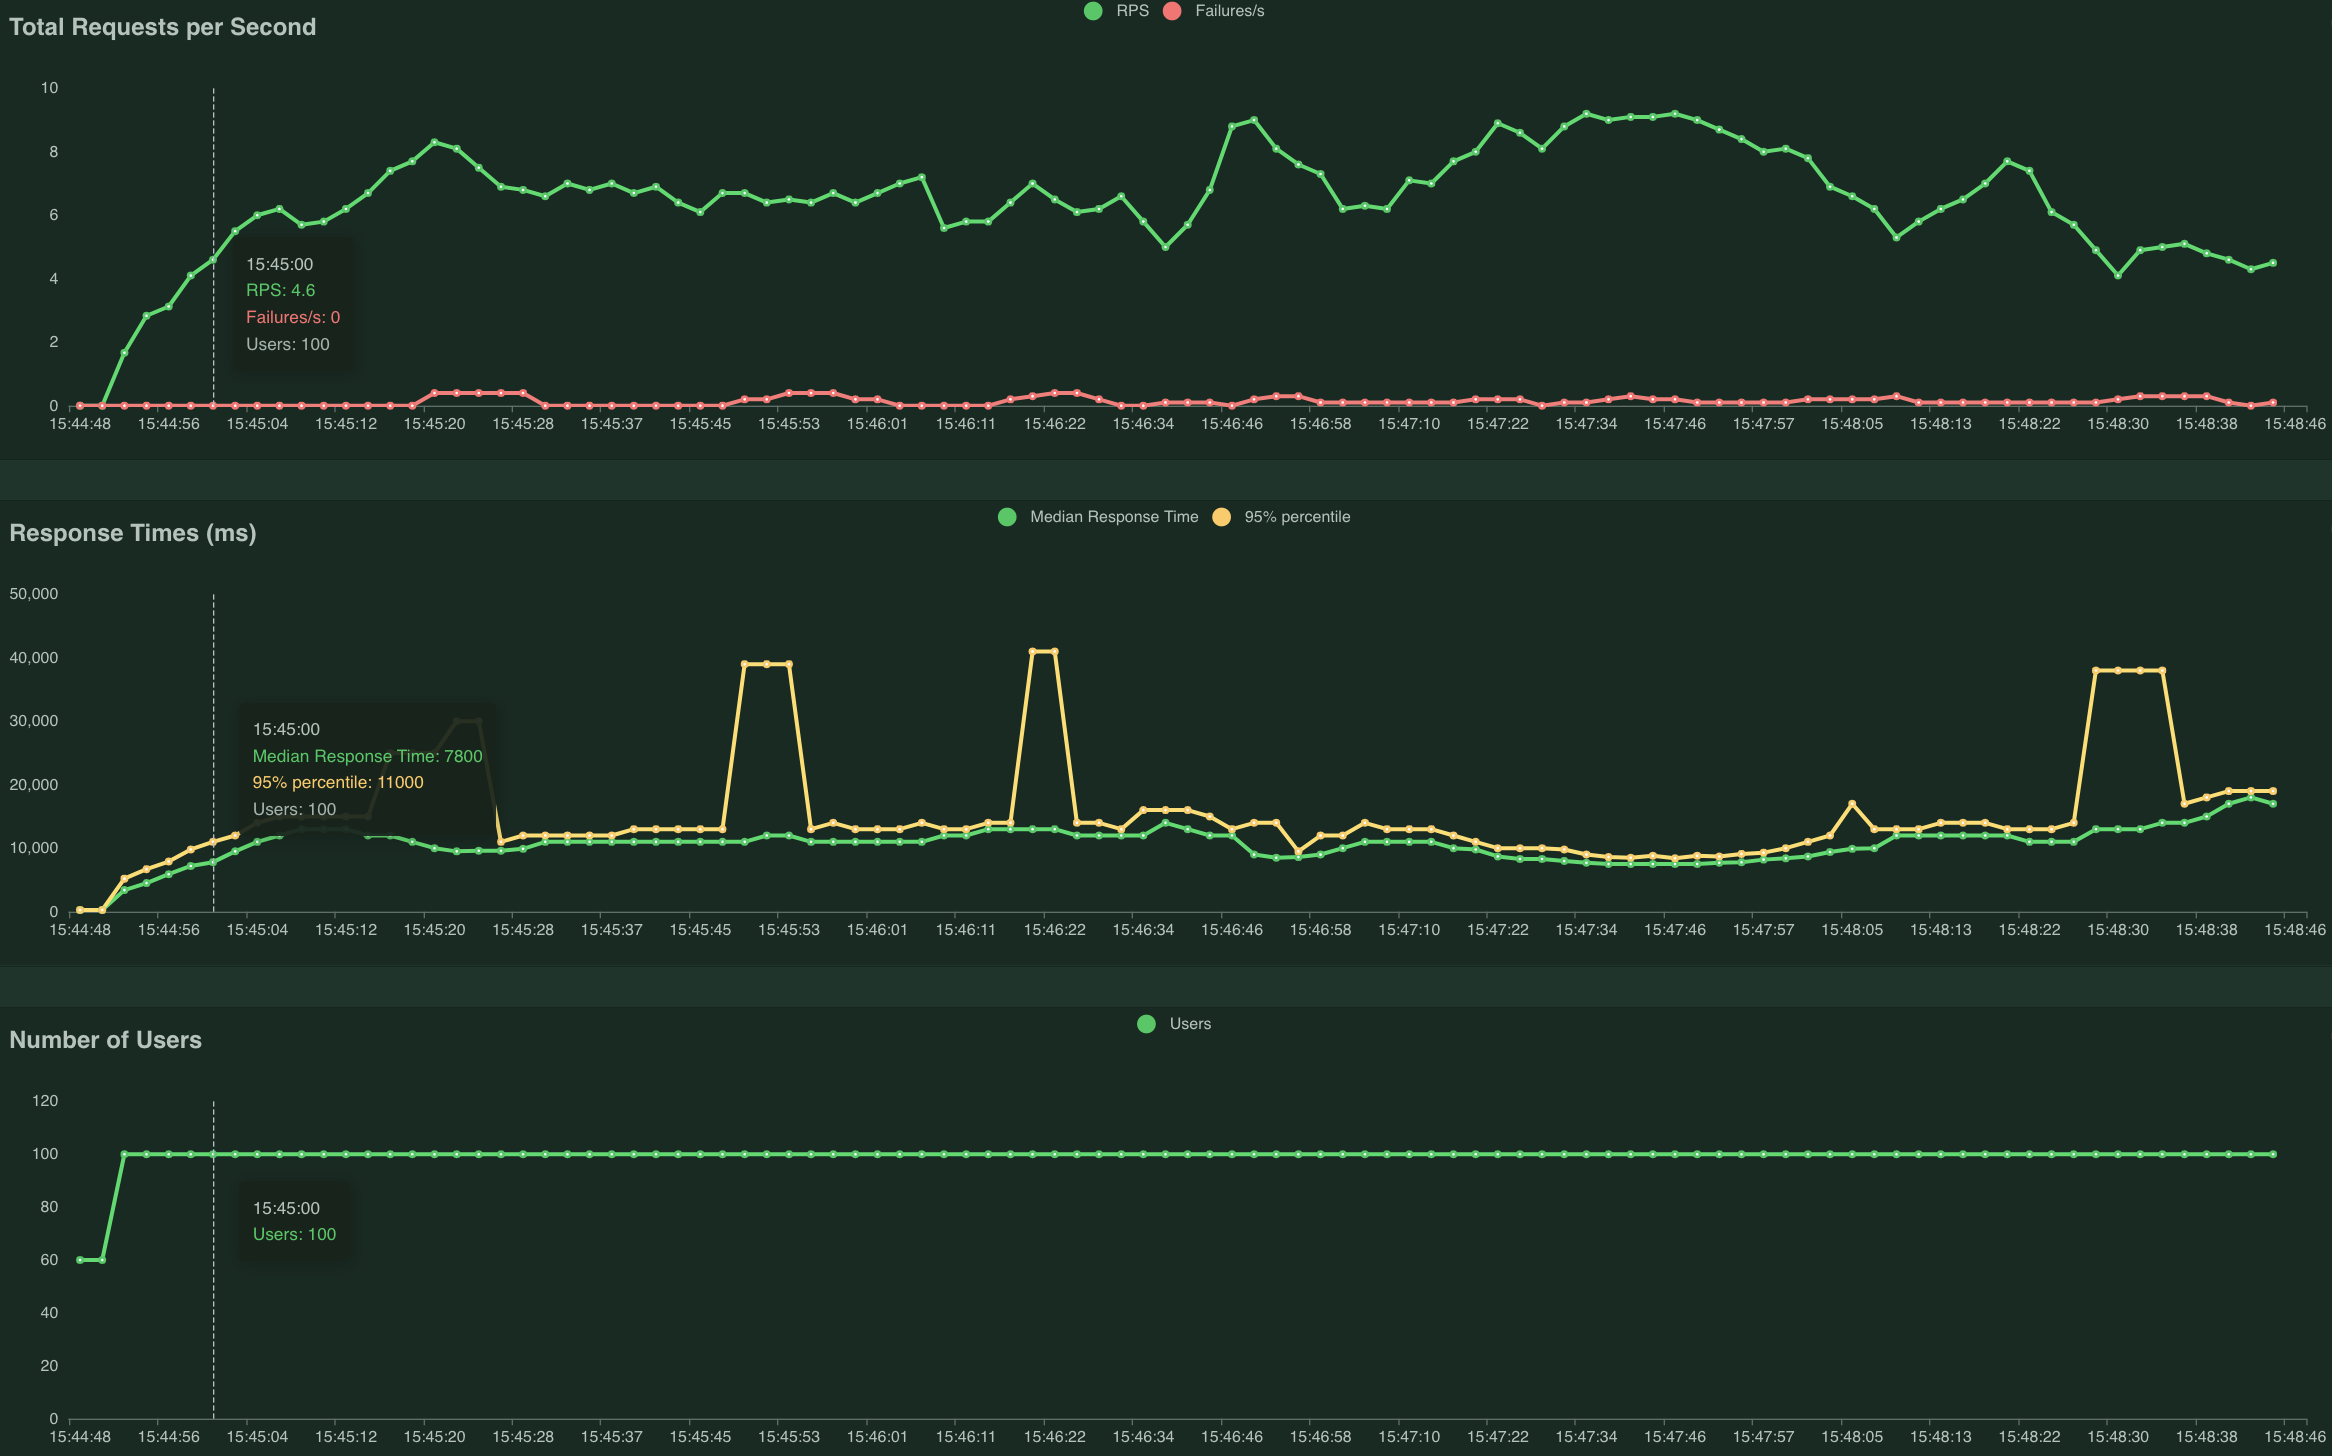 Total Requests per Second
RPS Failures/s
10
8
6
4
2
0
15:45:00
RPS: 4.6
Failures/s: 0
Users: 100
15:44:48 15:44:56 15:45:04 15:45:12 15:45:20 15:45:28 15:45:37 15:45:45 15:45:53 15:46:01 15:46:11 15:46:22 15:46:34 15:46:46 15:46:58 15:47:10 15:47:22 15:47:34 15:47:46 15:47:57 15:48:05 15:48:13 15:48:22 15:48:30 15:48:38 15:48:46
Response Times (ms)
Median Response Time 95% percentile
50,000
40,000
30,000
20,000
10,000
0
15:45:00
Median Response Time: 7800
95% percentile: 11000
Users: 100
15:44:48 15:44:56 15:45:04 15:45:12 15:45:20 15:45:28 15:45:37 15:45:45 15:45:53 15:46:01 15:46:11 15:46:22 15:46:34 15:46:46 15:46:58 15:47:10 15:47:22 15:47:34 15:47:46 15:47:57 15:48:05 15:48:13 15:48:22 15:48:30 15:48:38 15:48:46
Number of Users
Users
120
100
80
60
40
20
0
15:45:00
Users: 100
15:44:48 15:44:56 15:45:04 15:45:12 15:45:20 15:45:28 15:45:37 15:45:45 15:45:53 15:46:01 15:46:11 15:46:22 15:46:34 15:46:46 15:46:58 15:47:10 15:47:22 15:47:34 15:47:46 15:47:57 15:48:05 15:48:13 15:48:22 15:48:30 15:48:38 15:48:46